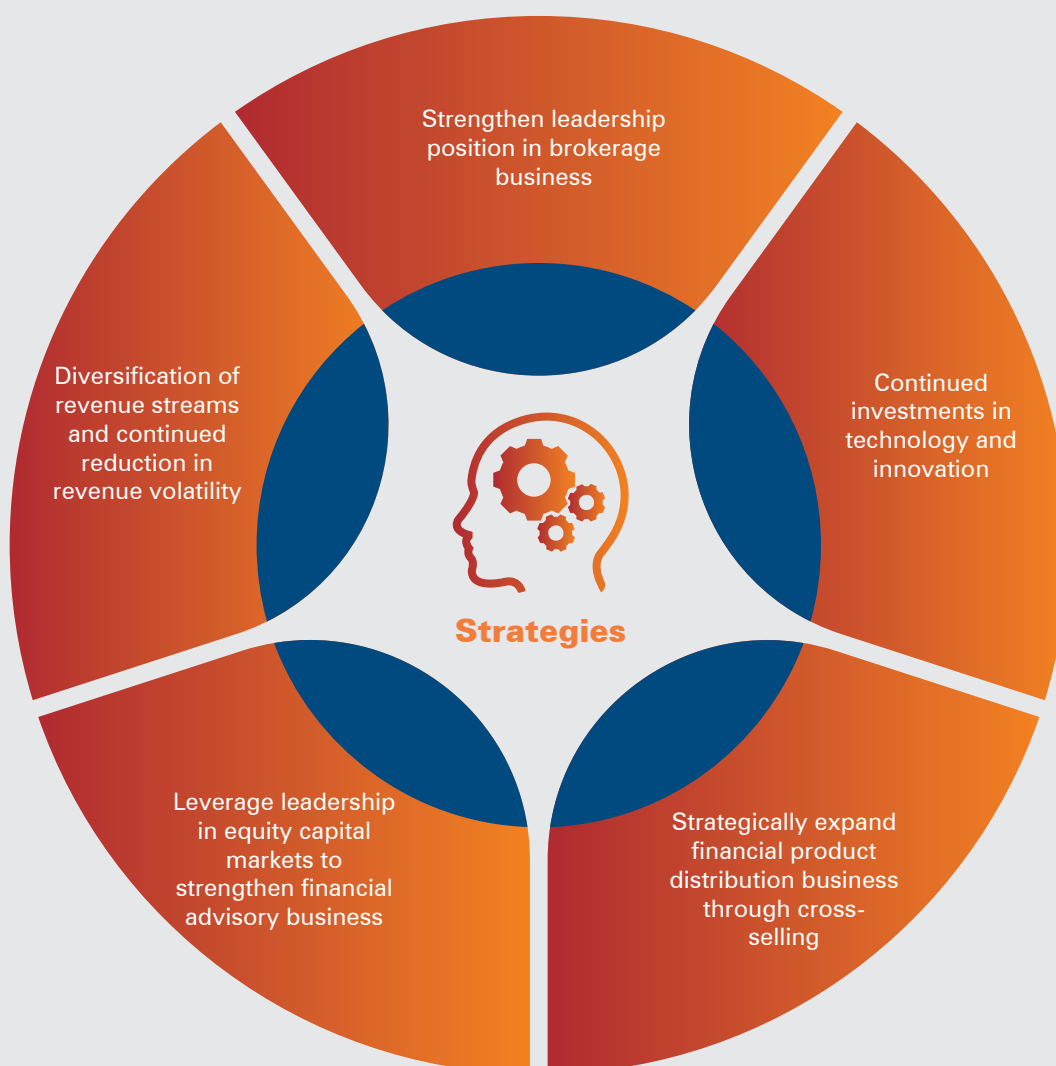 Strengthen leadership
position in brokerage
business
Continued
investments in
technology and
innovation
Strategically expand
financial product
distribution business
through cross-
selling
Leverage leadership
in equity capital
markets to
strengthen financial
advisory business
Diversification of
revenue streams
and continued
reduction in
revenue volatility
Strategies